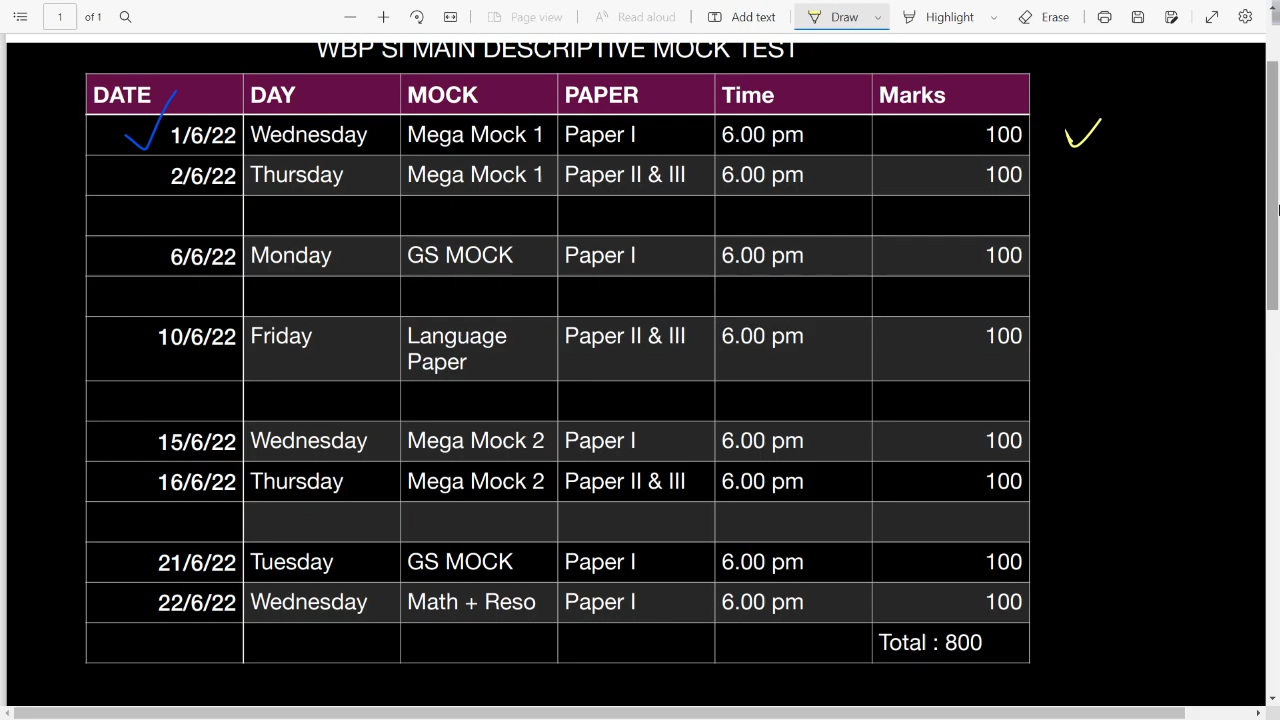 1 of 1 Page view Read aloud Add text Draw Highlight Erase
WBP SI MAIN DESCRIPTIVE MOCK TEST
DATE DAY MOCK PAPER Time Marks
1/6/22 Wednesday Mega Mock 1 Paper I 6.00 pm 100
2/6/22 Thursday Mega Mock 1 Paper II & III 6.00 pm 100
6/6/22 Monday GS MOCK Paper I 6.00 pm 100
10/6/22 Friday Language Paper II & III 6.00 pm 100
Paper
15/6/22 Wednesday Mega Mock 2 Paper I 6.00 pm 100
16/6/22 Thursday Mega Mock 2 Paper II & III 6.00 pm 100
21/6/22 Tuesday GS MOCK Paper I 6.00 pm 100
22/6/22 Wednesday Math + Reso Paper I 6.00 pm 100
Total : 800